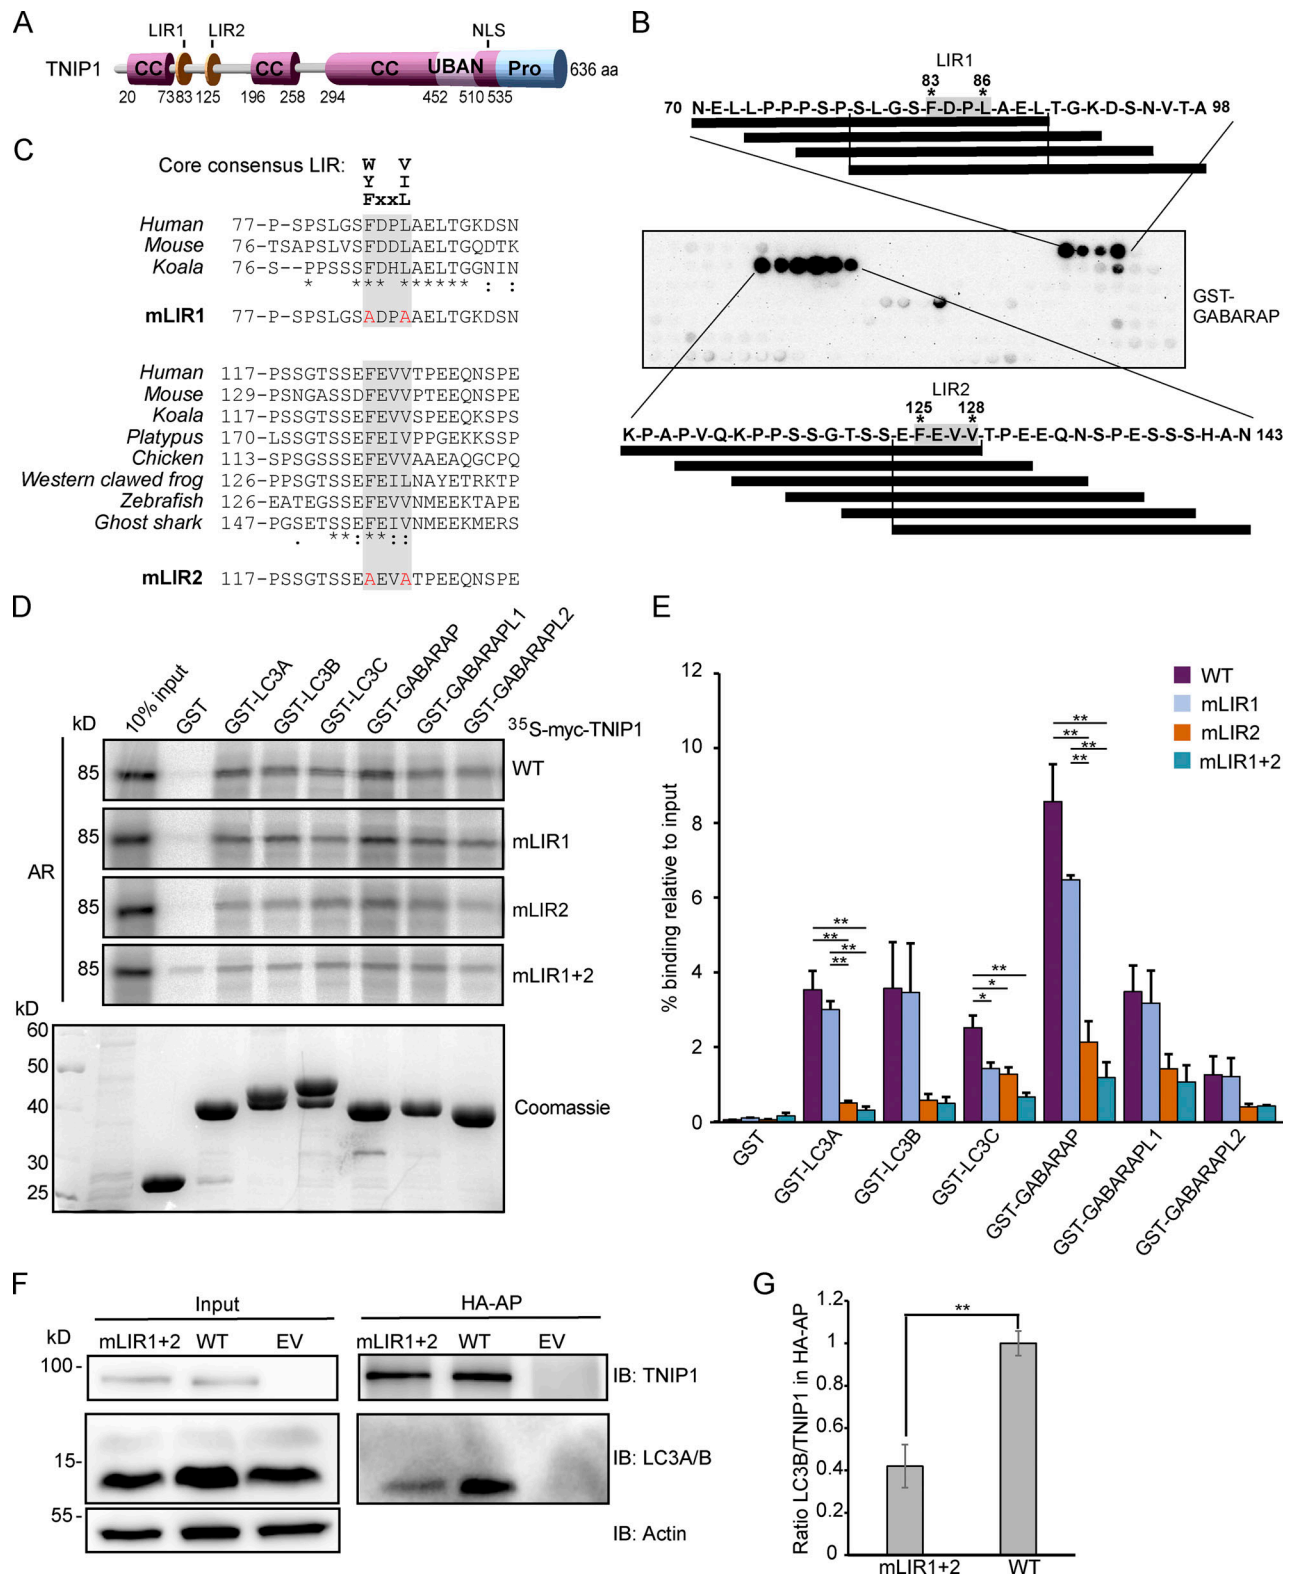 A
LIR1 LIR2 NLS
TNIP1 CC CC CC UBAN Pro 636 aa
20 73 83 125 196 258 294 452 510 535
B
LIR1
83 86
* *
70 N-E-L-L-P-P-P-S-P-S-L-G-S-F-D-P-L-A-E-L-T-G-K-D-S-N-V-T-A 98
GST-
GABARAP
LIR2
125 128
* *
K-P-A-P-V-Q-K-P-P-S-S-G-T-S-S-E-F-E-V-V-T-P-E-E-Q-N-S-P-E-S-S-S-H-A-N 143
C
Core consensus LIR: W V
Y I
FxxL
Human 77-P-SPSLGSFDPLAELTGKDSN
Mouse 76-TSAPSLVSFDDLAELTGQDTK
Koala 76-S--PPSSSFDHLAELTGGNIN
* *** ****** : :
mLIR1 77-P-SPSLGSADPAAELTGKDSN
Human 117-PSSGTSSEFEVVTPEEQNSPE
Mouse 129-PSNGASSDFEVVPTEEQNSPE
Koala 117-PSSGTSSEFEVVSPEEQKSPS
Platypus 170-LSSGTSSEFEIVPPGEKKSSP
Chicken 113-SPSGSSSEFEVVAAEAQGCPQ
Western clawed frog 126-PPSGTSSEFEILNAYETRKTP
Zebrafish 126-EATEGSSEFEVVNMEEKTAPE
Ghost shark 147-PGSETSSEFEIVNMEEKMERS
. **:**::
mLIR2 117-PSSGTSSEAEVATPEEQNSPE
D
10% input GST GST-LC3A GST-LC3B GST-LC3C GST-GABARAP GST-GABARAPL1 GST-GABARAPL2
kD 35S-myc-TNIP1
85 WT
85 mLIR1
AR
85 mLIR2
85 mLIR1+2
kD
60
50
40 Coomassie
30
25
E
% binding relative to input
12
10
8
6
4
2
0
WT
mLIR1
mLIR2
mLIR1+2
** ** ** **
** * *
** ** ** **
GST GST-LC3A GST-LC3B GST-LC3C GST-GABARAP GST-GABARAPL1 GST-GABARAPL2
F
Input HA-AP
kD mLIR1+2 WT EV mLIR1+2 WT EV
100- IB: TNIP1
15- IB: LC3A/B
55- IB: Actin
G
Ratio LC3B/TNIP1 in HA-AP
1.2
1
0.8
0.6
0.4
0.2
0
**
mLIR1+2 WT